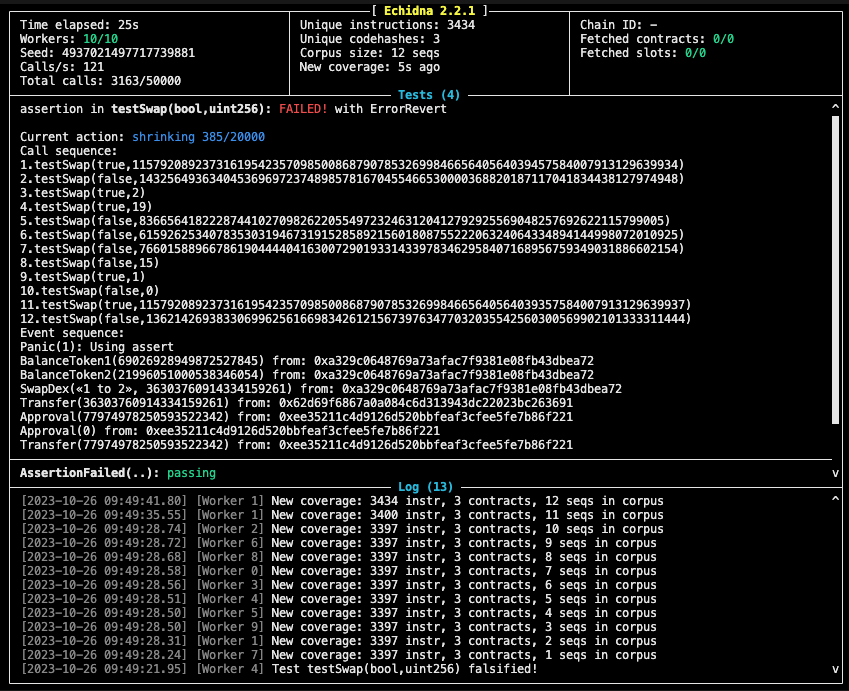 [ Echidna 2.2.1 ]
Time elapsed: 25s
Workers: 10/10
Seed: 4937021497717739881
Calls/s: 121
Total calls: 3163/50000
Unique instructions: 3434
Unique codehashes: 3
Corpus size: 12 seqs
New coverage: 5s ago
Chain ID: -
Fetched contracts: 0/0
Fetched slots: 0/0
Tests (4)
assertion in testSwap(bool,uint256): FAILED! with ErrorRevert
Current action: shrinking 385/20000
Call sequence:
1.testSwap(true,115792089237316195423570985008687907853269984665640564039457584007913129639934)
2.testSwap(false,14325649363404536969723748985781670455466530000368820187117041834438127974948)
3.testSwap(true,2)
4.testSwap(true,19)
5.testSwap(false,83665641822287441027098262205549723246312041279292556904825769262211579905)
6.testSwap(false,61592625340783530319467319152858921560180875522206324064334894144998072010925)
7.testSwap(false,76601588966786190444404163007290193314339783462958407168956759349031886602154)
8.testSwap(false,15)
9.testSwap(true,1)
10.testSwap(false,0)
11.testSwap(true,115792089237316195423570985008687907853269984665640564039357584007913129639937)
12.testSwap(false,13621426938330699625616698342612156739763477032035542560300569902101333311444)
Event sequence:
Panic(1): Using assert
BalanceToken1(69026928949872527845) from: 0xa329c0648769a73afac7f9381e08fb43dbea72
BalanceToken2(21996051000538346054) from: 0xa329c0648769a73afac7f9381e08fb43dbea72
SwapDex(«1 to 2», 36303760914334159261) from: 0xa329c0648769a73afac7f9381e08fb43dbea72
Transfer(36303760914334159261) from: 0x62d69f6867a0a084c6d313943dc22023bc263691
Approval(77974978250593522342) from: 0xee35211c4d9126d520bbfeaf3cfee5fe7b86f221
Approval(0) from: 0xee35211c4d9126d520bbfeaf3cfee5fe7b86f221
Transfer(77974978250593522342) from: 0xee35211c4d9126d520bbfeaf3cfee5fe7b86f221
AssertionFailed(..): passing
Log (13)
[2023-10-26 09:49:41.80] [Worker 1] New coverage: 3434 instr, 3 contracts, 12 seqs in corpus
[2023-10-26 09:49:35.55] [Worker 1] New coverage: 3400 instr, 3 contracts, 11 seqs in corpus
[2023-10-26 09:49:28.74] [Worker 2] New coverage: 3397 instr, 3 contracts, 10 seqs in corpus
[2023-10-26 09:49:28.72] [Worker 6] New coverage: 3397 instr, 3 contracts, 9 seqs in corpus
[2023-10-26 09:49:28.68] [Worker 8] New coverage: 3397 instr, 3 contracts, 8 seqs in corpus
[2023-10-26 09:49:28.58] [Worker 0] New coverage: 3397 instr, 3 contracts, 7 seqs in corpus
[2023-10-26 09:49:28.56] [Worker 3] New coverage: 3397 instr, 3 contracts, 6 seqs in corpus
[2023-10-26 09:49:28.51] [Worker 4] New coverage: 3397 instr, 3 contracts, 5 seqs in corpus
[2023-10-26 09:49:28.50] [Worker 5] New coverage: 3397 instr, 3 contracts, 4 seqs in corpus
[2023-10-26 09:49:28.50] [Worker 9] New coverage: 3397 instr, 3 contracts, 3 seqs in corpus
[2023-10-26 09:49:28.31] [Worker 1] New coverage: 3397 instr, 3 contracts, 2 seqs in corpus
[2023-10-26 09:49:28.24] [Worker 7] New coverage: 3397 instr, 3 contracts, 1 seqs in corpus
[2023-10-26 09:49:21.95] [Worker 4] Test testSwap(bool,uint256) falsified!